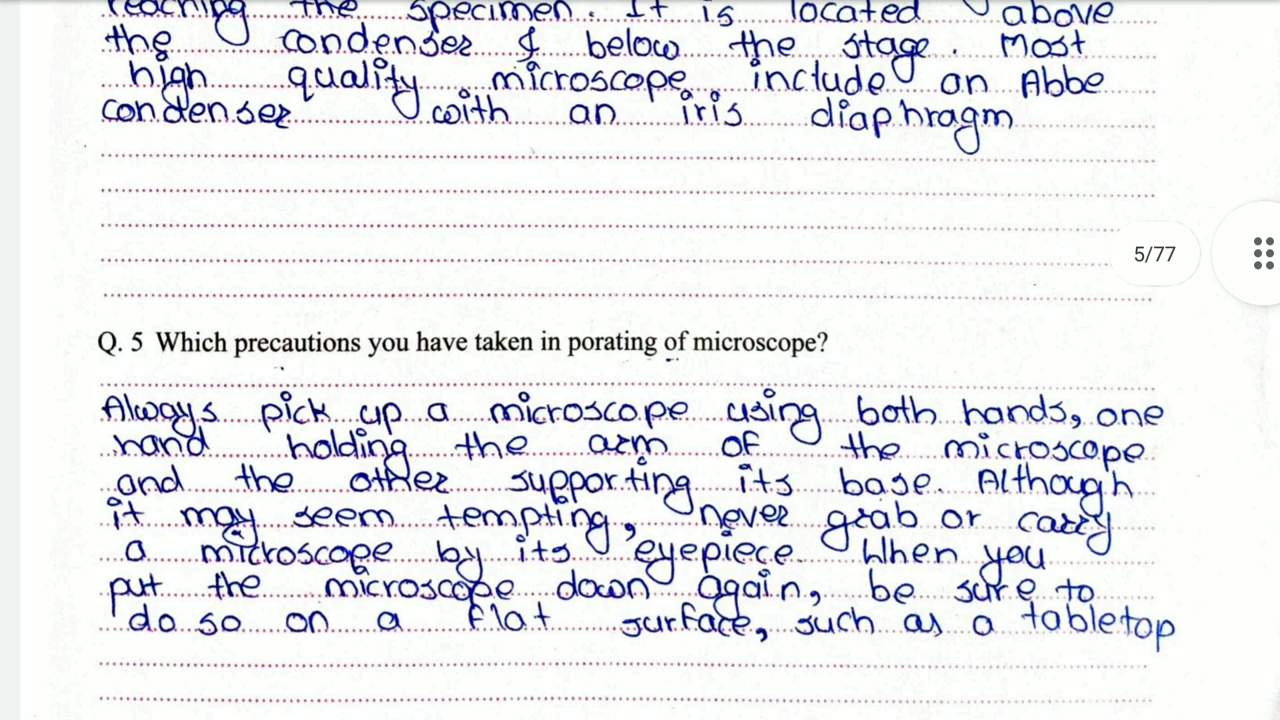 reaching the specimen. It is located above
the condenser & below the stage. Most
high quality microscope include an Abbe
condenser with an iris diaphragm
5/77
Q. 5 Which precautions you have taken in porating of microscope?
Always pick up a microscope using both hands, one
hand holding the arm of the microscope
and the other supporting its base. Although
it may seem tempting, never grab or carry
a microscope by its eyepiece. When you
put the microscope down again, be sure to
do so on a flat surface, such as a tabletop